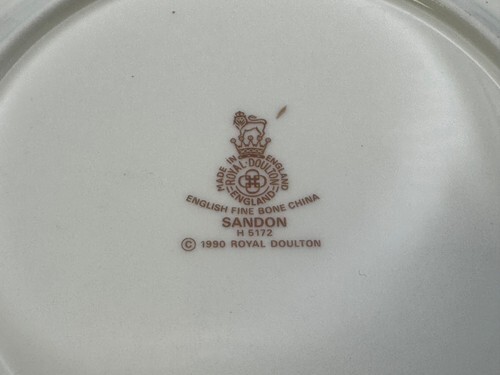 MADE IN ENGLAND
ROYAL·DOULTON
ENGLAND
ENGLISH FINE BONE CHINA
SANDON
H 5172
© 1990 ROYAL DOULTON